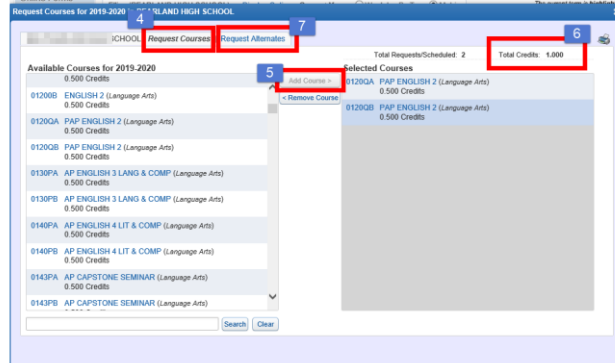 Request Courses for 2019-2020 in PEARLAND HIGH SCHOOL
4
7
6
SCHOOL Request Courses Request Alternates
Total Requests/Scheduled: 2 Total Credits: 1.000
Available Courses for 2019-2020
5
Selected Courses
0.500 Credits
01200B ENGLISH 2 (Language Arts)
0.500 Credits
0120QA PAP ENGLISH 2 (Language Arts)
0.500 Credits
0120QB PAP ENGLISH 2 (Language Arts)
0.500 Credits
0130PA AP ENGLISH 3 LANG & COMP (Language Arts)
0.500 Credits
0130PB AP ENGLISH 3 LANG & COMP (Language Arts)
0.500 Credits
0140PA AP ENGLISH 4 LIT & COMP (Language Arts)
0.500 Credits
0140PB AP ENGLISH 4 LIT & COMP (Language Arts)
0.500 Credits
0143PA AP CAPSTONE SEMINAR (Language Arts)
0.500 Credits
0143PB AP CAPSTONE SEMINAR (Language Arts)
Add Course >
< Remove Course
0120QA PAP ENGLISH 2 (Language Arts)
0.500 Credits
0120QB PAP ENGLISH 2 (Language Arts)
0.500 Credits
Search Clear